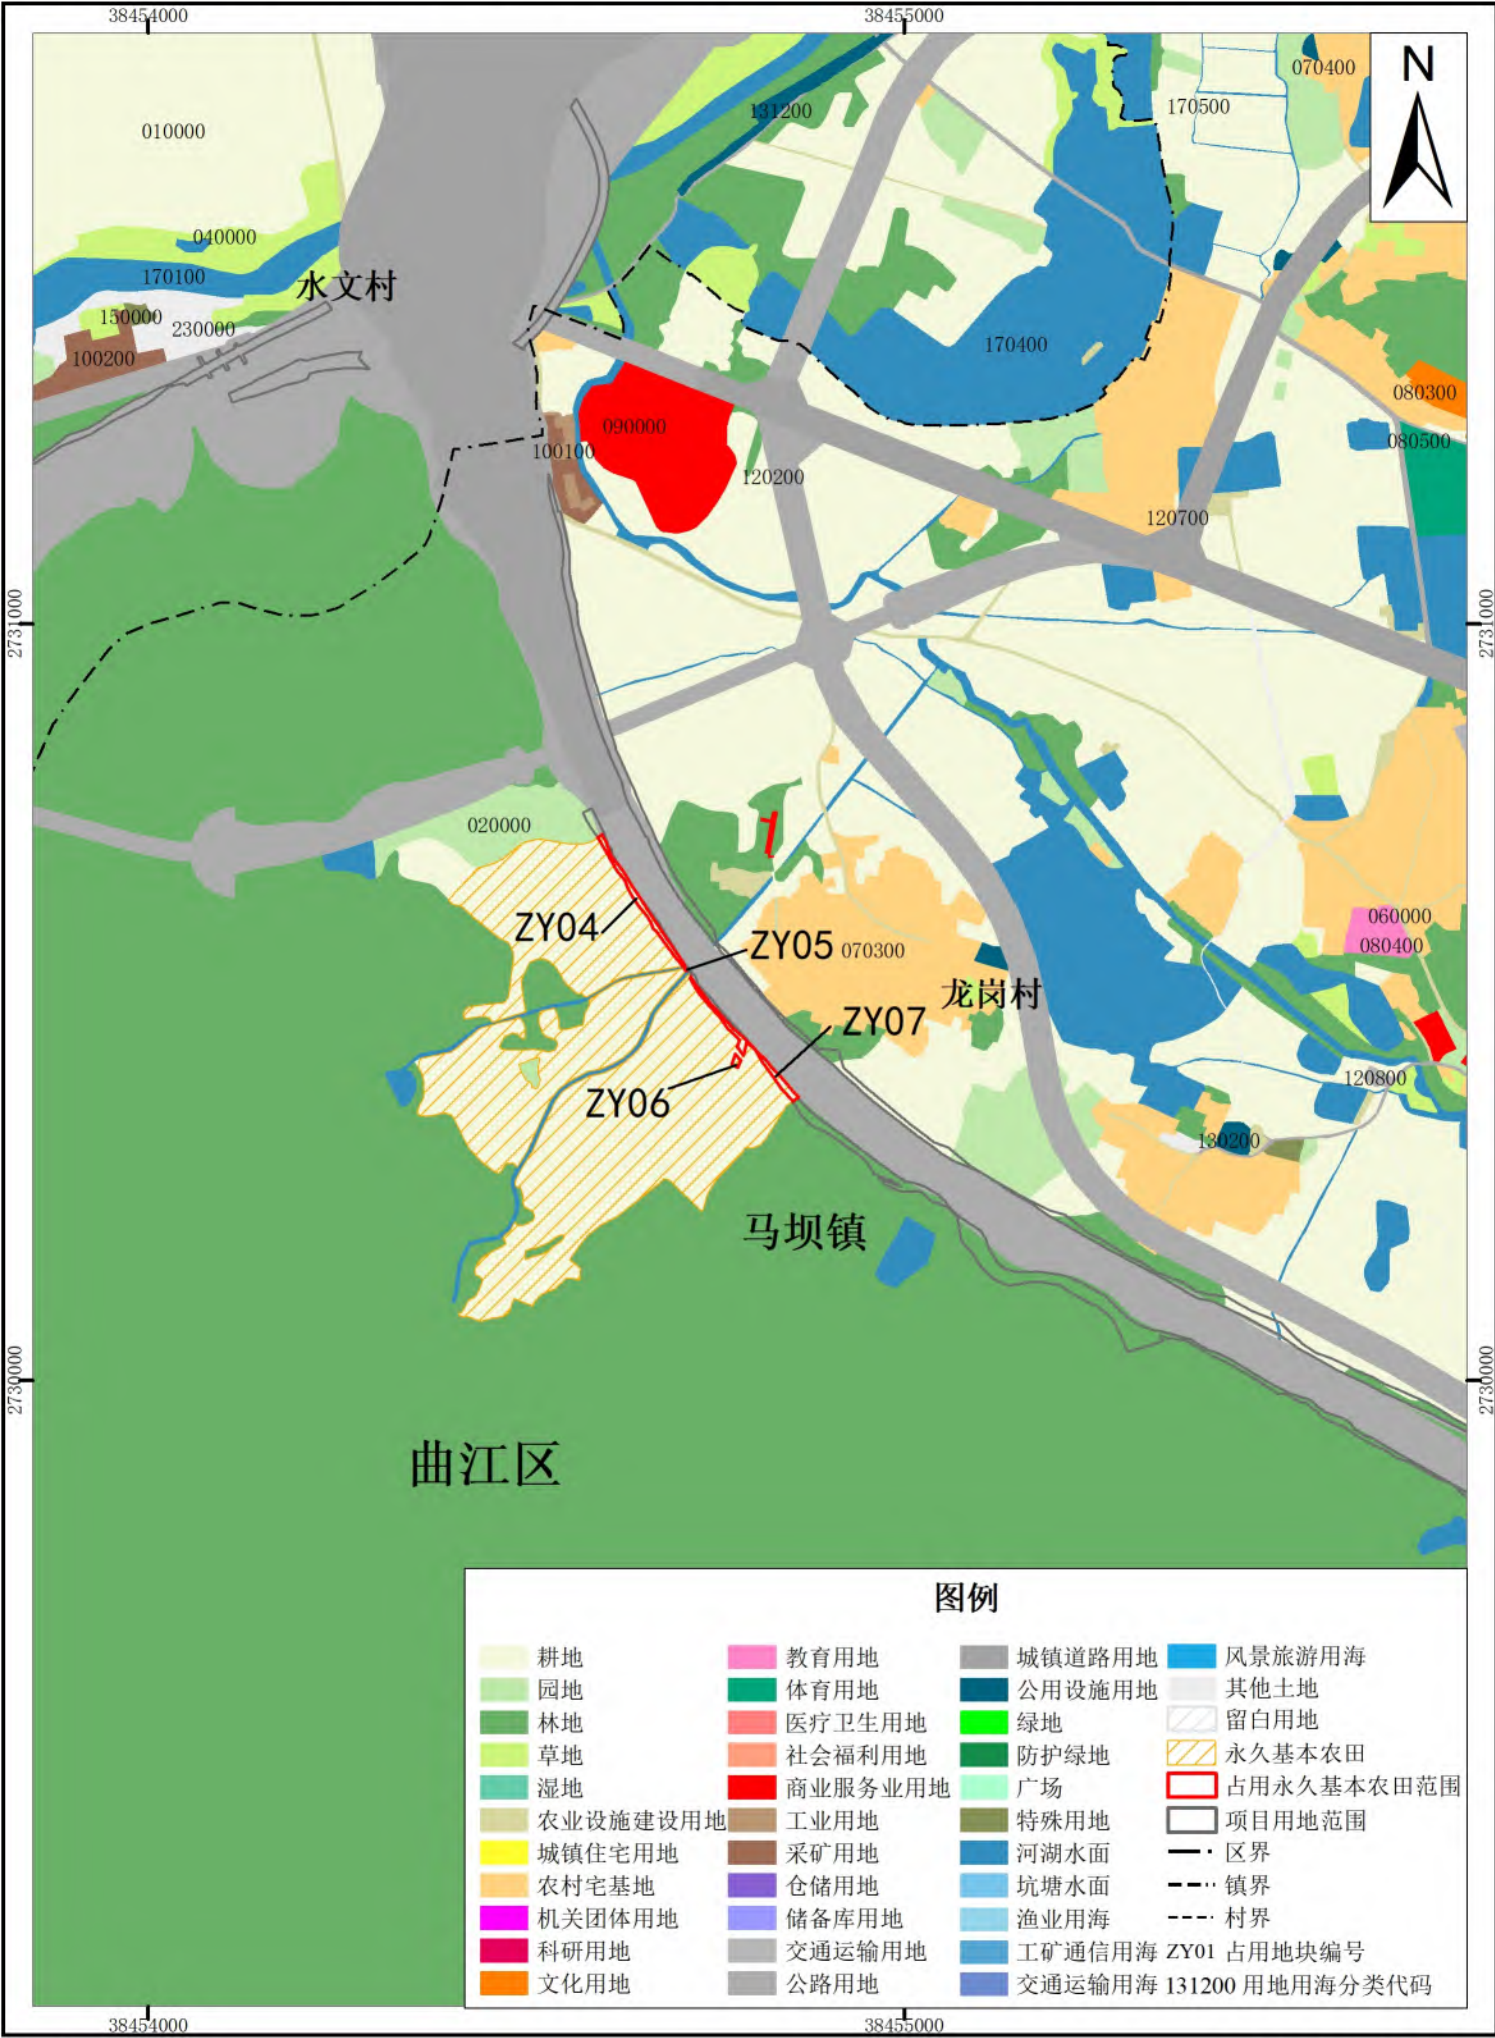 38454000
38455000
N
070400
170500
131200
010000
040000
170100
水文村
150000
230000
100200
170400
080300
090000
080500
100100
120200
120700
2731000
2731000
020000
060000
080400
ZY04
ZY05
070300
龙岗村
ZY07
120800
ZY06
130200
马坝镇
2730000
2730000
曲江区
图例
耕地
园地
林地
草地
湿地
农业设施建设用地
城镇住宅用地
农村宅基地
机关团体用地
科研用地
文化用地
教育用地
体育用地
医疗卫生用地
社会福利用地
商业服务业用地
工业用地
采矿用地
仓储用地
储备库用地
交通运输用地
公路用地
城镇道路用地
公用设施用地
绿地
防护绿地
广场
特殊用地
河湖水面
坑塘水面
渔业用海
工矿通信用海
交通运输用海
风景旅游用海
其他土地
留白用地
永久基本农田
占用永久基本农田范围
项目用地范围
区界
镇界
村界
ZY01 占用地块编号
131200 用地用海分类代码
38454000
38455000